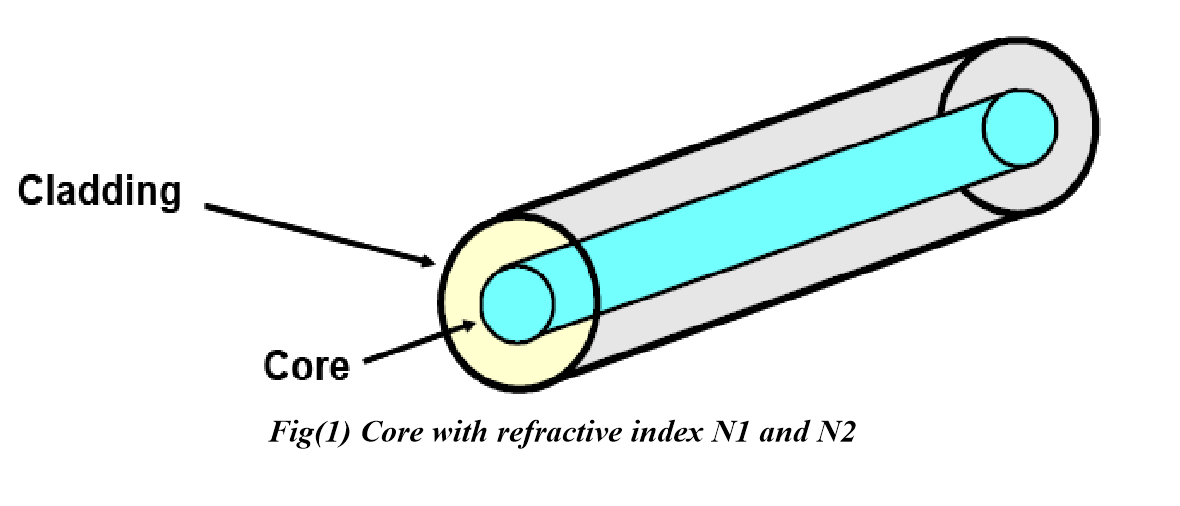 Cladding
Core
Fig(1) Core with refractive index N1 and N2